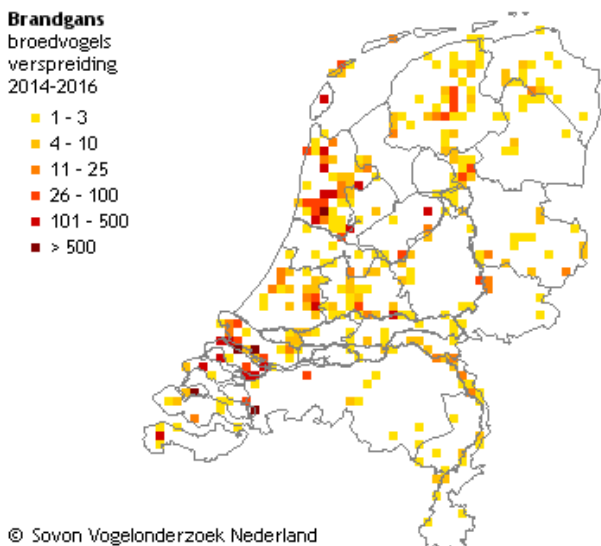 Brandgans
broedvogels
verspreiding
2014-2016
1 - 3
4 - 10
11 - 25
26 - 100
101 - 500
> 500
© Sovon Vogelonderzoek Nederland